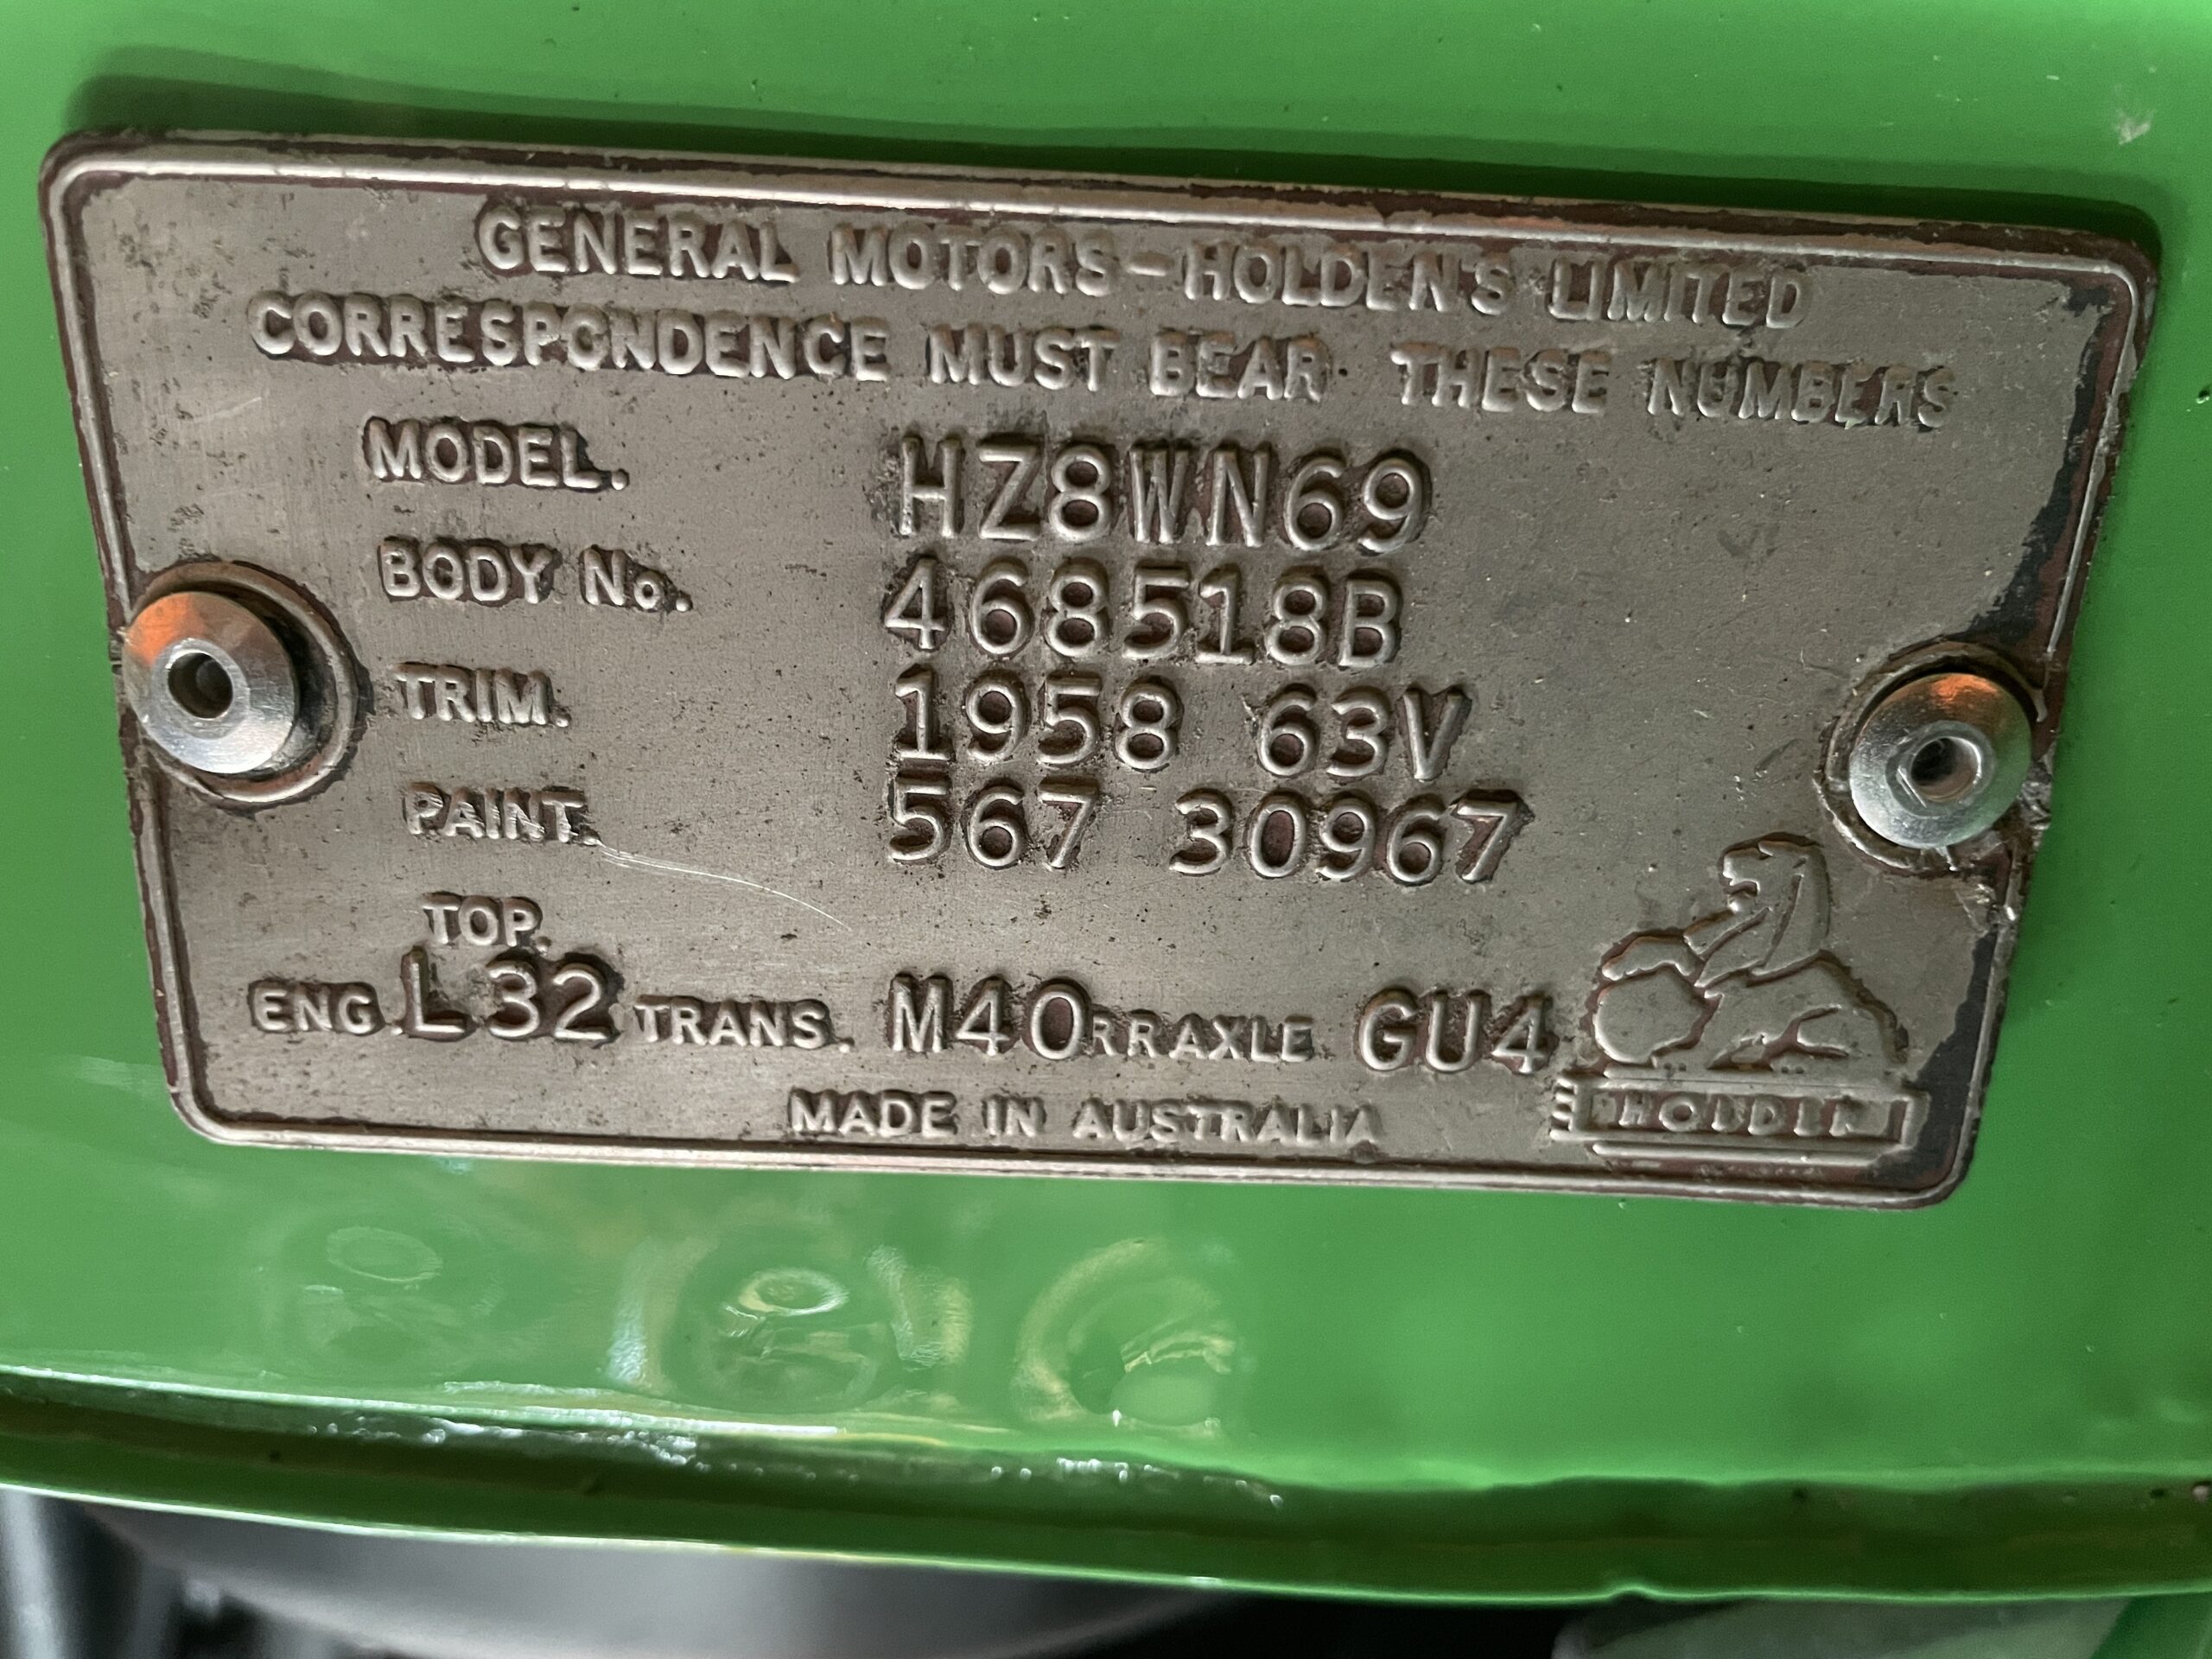 GENERAL MOTORS-HOLDEN'S LIMITED
CORRESPONDENCE MUST BEAR THESE NUMBERS
MODEL. HZ8WN69
BODY No. 468518B
TRIM. 1958 63V
PAINT. 567 30967
TOP.
ENG. L32 TRANS. M40 RR AXLE GU4
MADE IN AUSTRALIA
HOLDEN